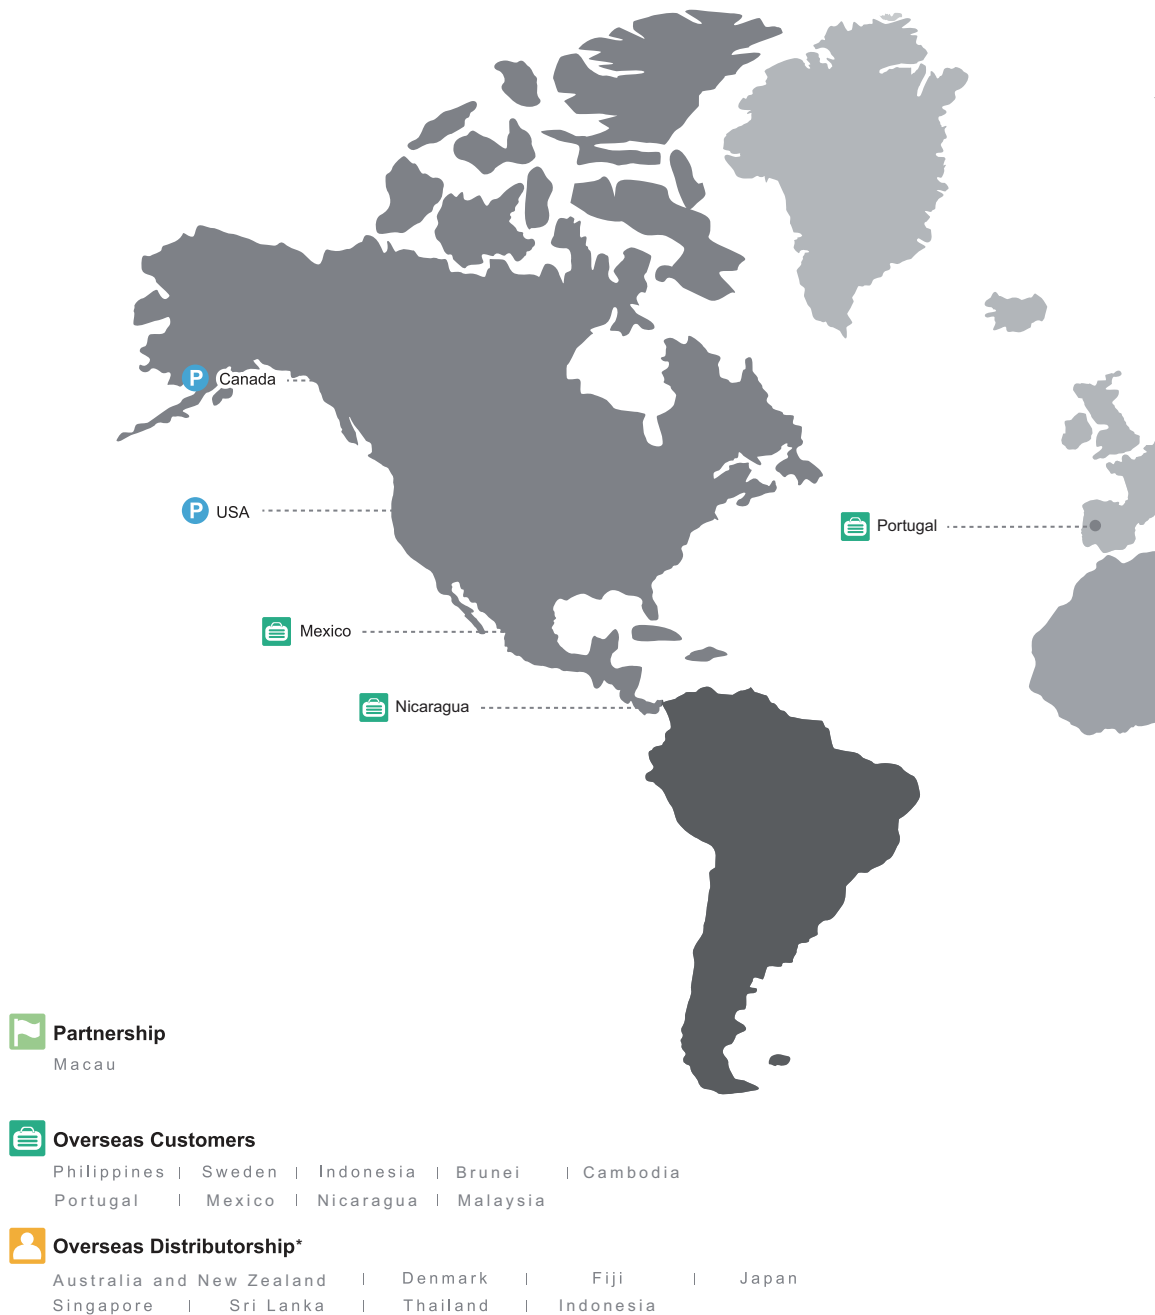 P Canada
P USA
Portugal
Mexico
Nicaragua
Partnership
Macau
Overseas Customers
Philippines | Sweden | Indonesia | Brunei | Cambodia
Portugal | Mexico | Nicaragua | Malaysia
Overseas Distributorship*
Australia and New Zealand | Denmark | Fiji | Japan
Singapore | Sri Lanka | Thailand | Indonesia